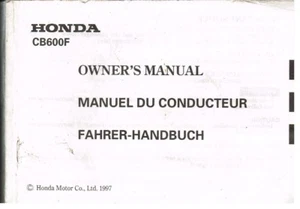 HONDA
CB600F
OWNER'S MANUAL
MANUEL DU CONDUCTEUR
FAHRER-HANDBUCH
© Honda Motor Co., Ltd. 1997